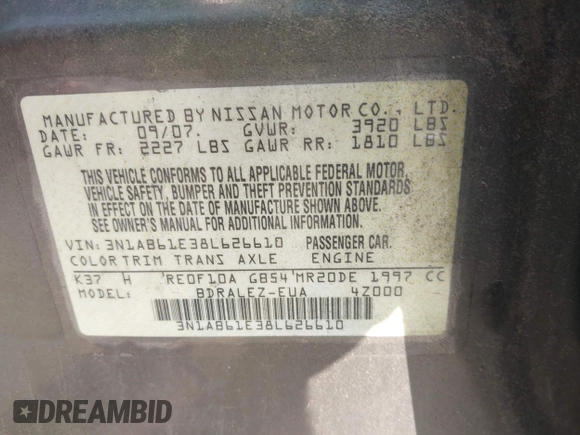 MANUFACTURED BY NISSAN MOTOR CO., LTD.
DATE: 09/07. GVWR: 3920 LBS
GAWR FR: 2227 LBS GAWR RR: 1810 LBS
THIS VEHICLE CONFORMS TO ALL APPLICABLE FEDERAL MOTOR
VEHICLE SAFETY, BUMPER AND THEFT PREVENTION STANDARDS
IN EFFECT ON THE DATE OF MANUFACTURE SHOWN ABOVE.
SEE OWNER'S MANUAL FOR ADDITIONAL INFORMATION.
VIN: 3N1AB61E38L626610 PASSENGER CAR.
COLOR TRIM TRANS AXLE ENGINE
K37 H RE0F10A GB54 MR20DE 1997 CC
MODEL: BDRALEZ-EUA 4Z000 -
3N1AB61E38L626610
DREAMBID